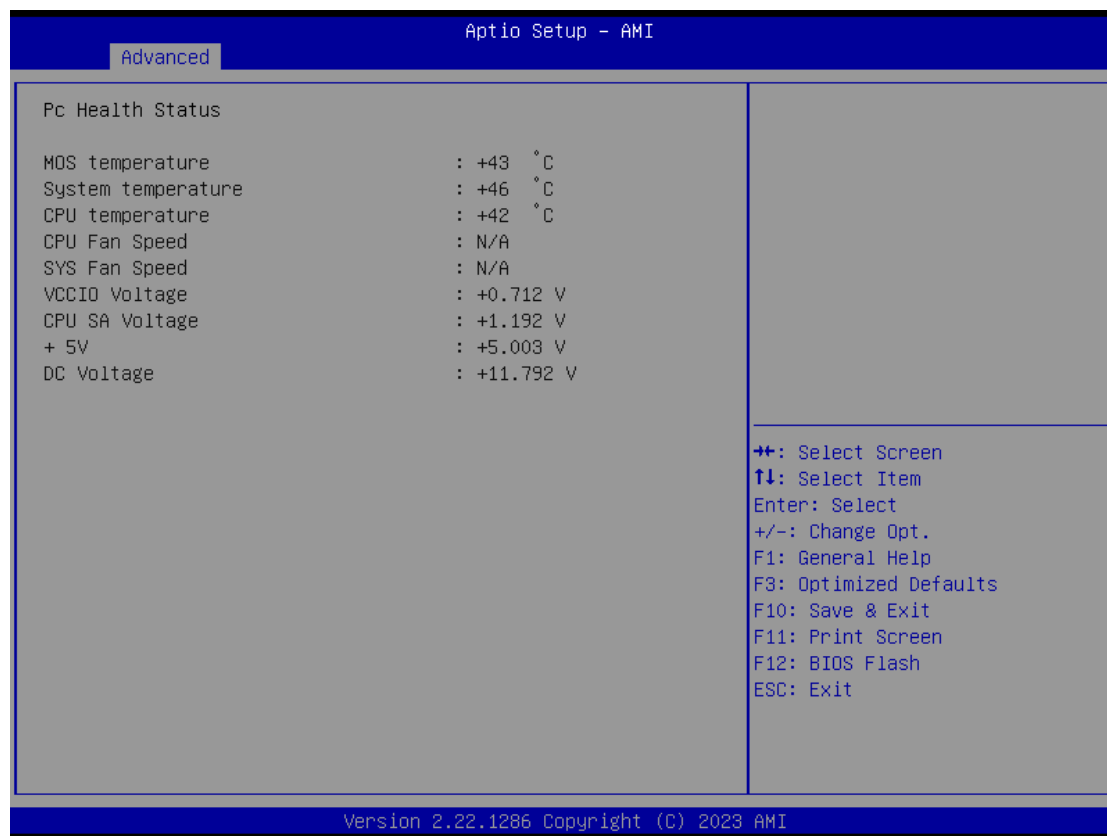 Aptio Setup - AMI
Advanced
Pc Health Status
MOS temperature : +43 °C
System temperature : +46 °C
CPU temperature : +42 °C
CPU Fan Speed : N/A
SYS Fan Speed : N/A
VCCIO Voltage : +0.712 V
CPU SA Voltage : +1.192 V
+ 5V : +5.003 V
DC Voltage : +11.792 V
→←: Select Screen
↑↓: Select Item
Enter: Select
+/-: Change Opt.
F1: General Help
F3: Optimized Defaults
F10: Save & Exit
F11: Print Screen
F12: BIOS Flash
ESC: Exit
Version 2.22.1286 Copyright (C) 2023 AMI